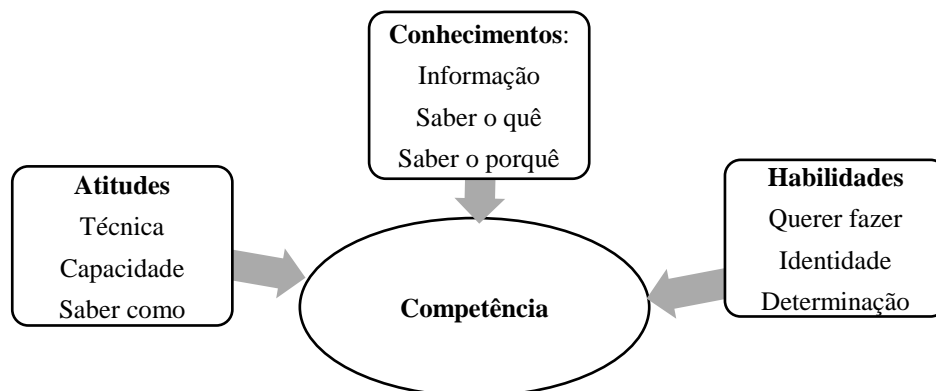 Conhecimentos:
Informação
Saber o quê
Saber o porquê
Atitudes
Técnica
Capacidade
Saber como
Habilidades
Querer fazer
Identidade
Determinação
Competência